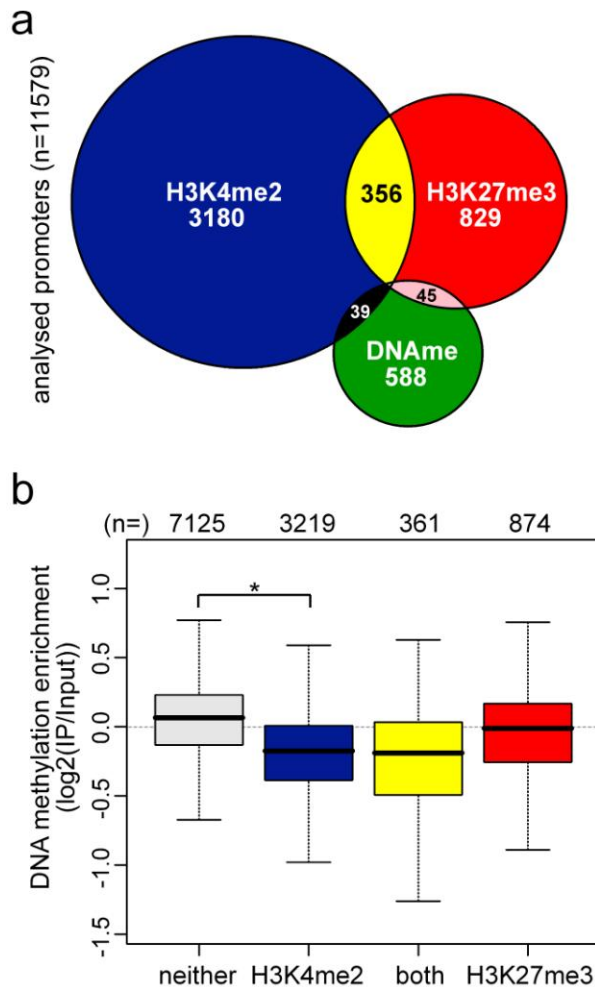 a
analysed promoters (n=11579)
H3K4me2
3180
356
H3K27me3
829
39
45
DNAme
588
b
(n=) 7125 3219 361 874
*
DNA methylation enrichment
(log2(IP/Input))
1.0
0.5
0.0
-0.5
-1.0
-1.5
neither H3K4me2 both H3K27me3